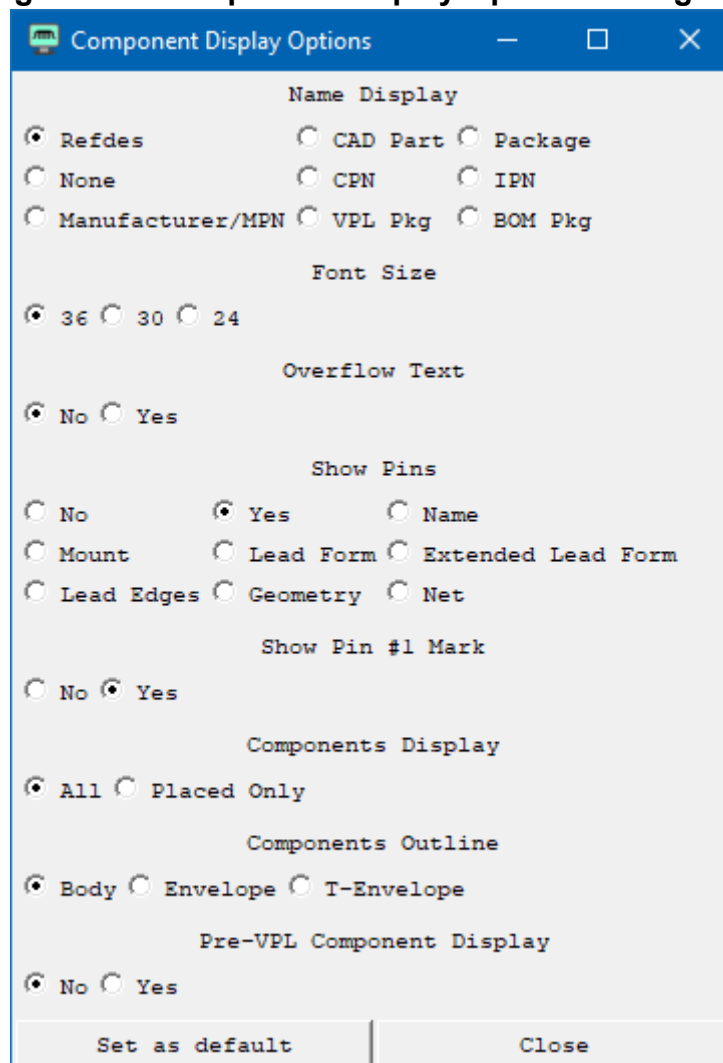 Component Display Options
Name Display
Refdes CAD Part Package
None CPN IPN
Manufacturer/MPN VPL Pkg BOM Pkg
Font Size
36 30 24
Overflow Text
No Yes
Show Pins
No Yes Name
Mount Lead Form Extended Lead Form
Lead Edges Geometry Net
Show Pin #1 Mark
No Yes
Components Display
All Placed Only
Components Outline
Body Envelope T-Envelope
Pre-VPL Component Display
No Yes
Set as default Close